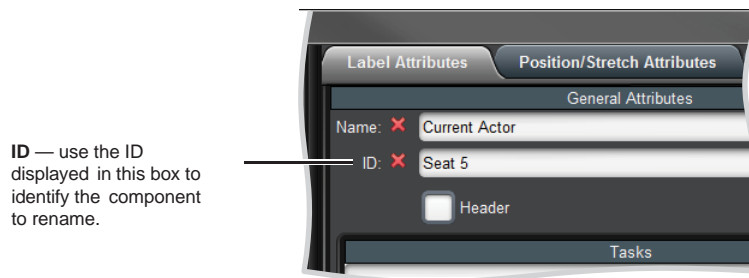 Label Attributes
Position/Stretch Attributes
General Attributes
Name:
Current Actor
ID:
Seat 5
Header
Tasks
ID — use the ID
displayed in this box to
identify the component
to rename.